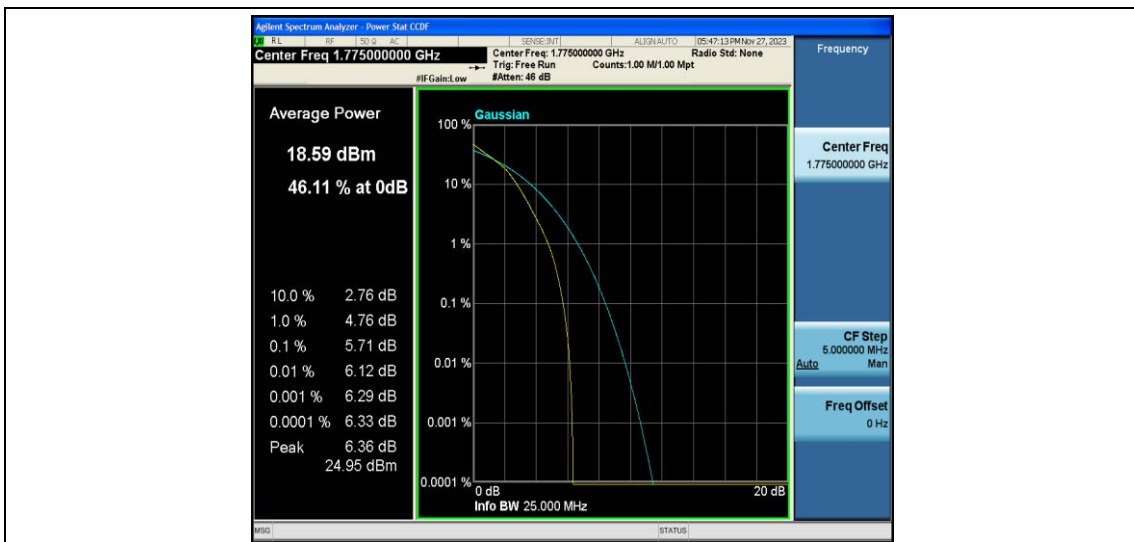 Agilent Spectrum Analyzer - Power Stat CCDF
RL RF 50 Ω AC SENSE:INT ALIGN AUTO 05:47:13 PM Nov 27, 2023
Center Freq 1.775000000 GHz
Center Freq: 1.775000000 GHz Radio Std: None
Trig: Free Run Counts:1.00 M/1.00 Mpt
#IFGain:Low #Atten: 46 dB
Frequency
Average Power
18.59 dBm
46.11 % at 0dB
10.0 % 2.76 dB
1.0 % 4.76 dB
0.1 % 5.71 dB
0.01 % 6.12 dB
0.001 % 6.29 dB
0.0001 % 6.33 dB
Peak 6.36 dB
24.95 dBm
Gaussian
100 %
10 %
1 %
0.1 %
0.01 %
0.001 %
0.0001 %
0 dB 20 dB
Info BW 25.000 MHz
Center Freq
1.775000000 GHz
CF Step
5.000000 MHz
Auto Man
Freq Offset
0 Hz
MSG STATUS